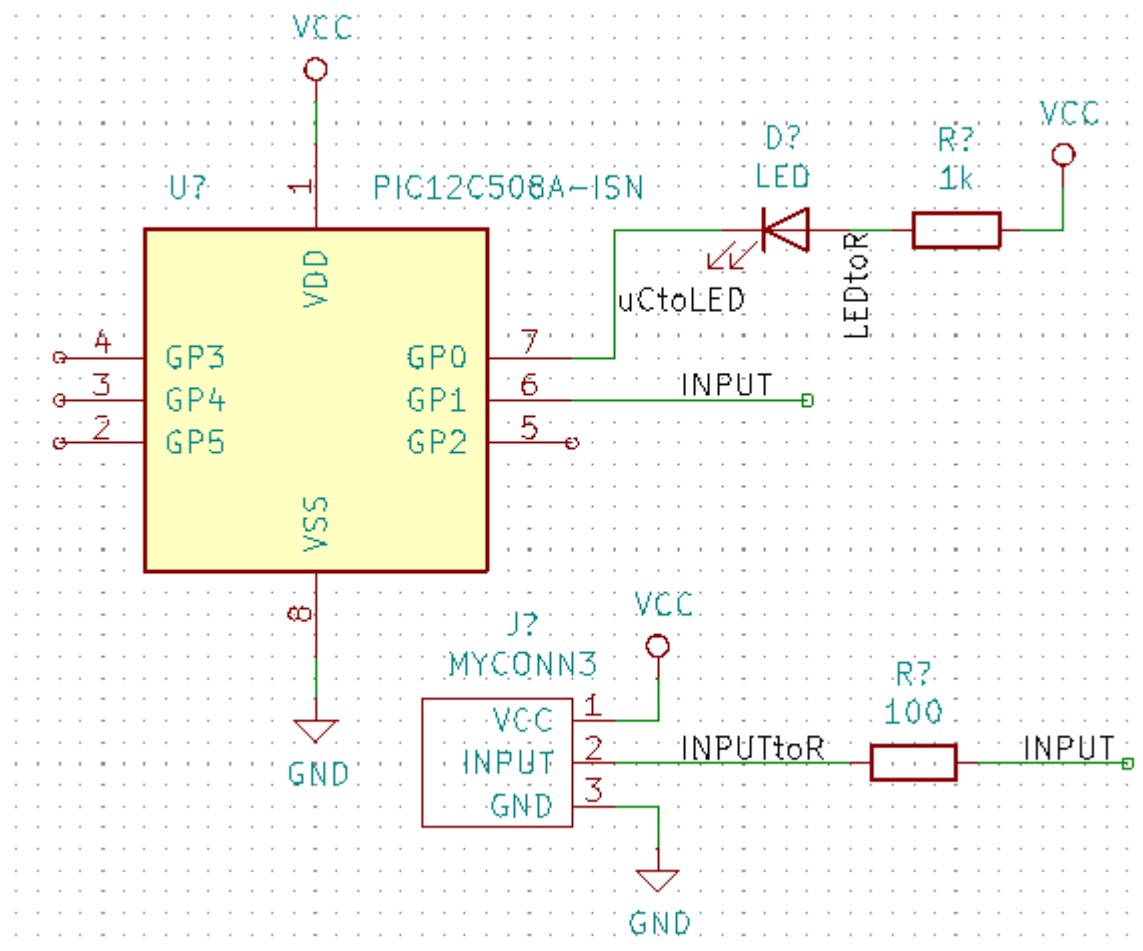 VCC
VCC
D?
LED
R?
1k
U?
1
PIC12C508A-ISN
VDD
uCtoLED
LEDtoR
4
GP3
GP0
7
3
GP4
GP1
6
INPUT
2
GP5
GP2
5
VSS
8
GND
J?
MYCONN3
VCC
VCC
1
INPUT
2
INPUTtoR
GND
3
R?
100
INPUT
GND